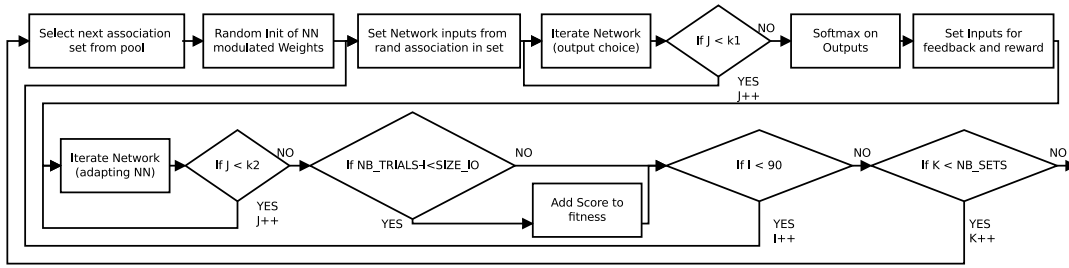 Select next association
set from pool
Random Init of NN
modulated Weights
Set Network inputs from
rand association in set
Iterate Network
(output choice)
If J < k1
NO
YES
J++
Softmax on
Outputs
Set Inputs for
feedback and reward
Iterate Network
(adapting NN)
If J < k2
NO
YES
J++
If NB_TRIALS-I<SIZE_IO
NO
YES
Add Score to
fitness
If I < 90
NO
YES
I++
If K < NB_SETS
NO
YES
K++